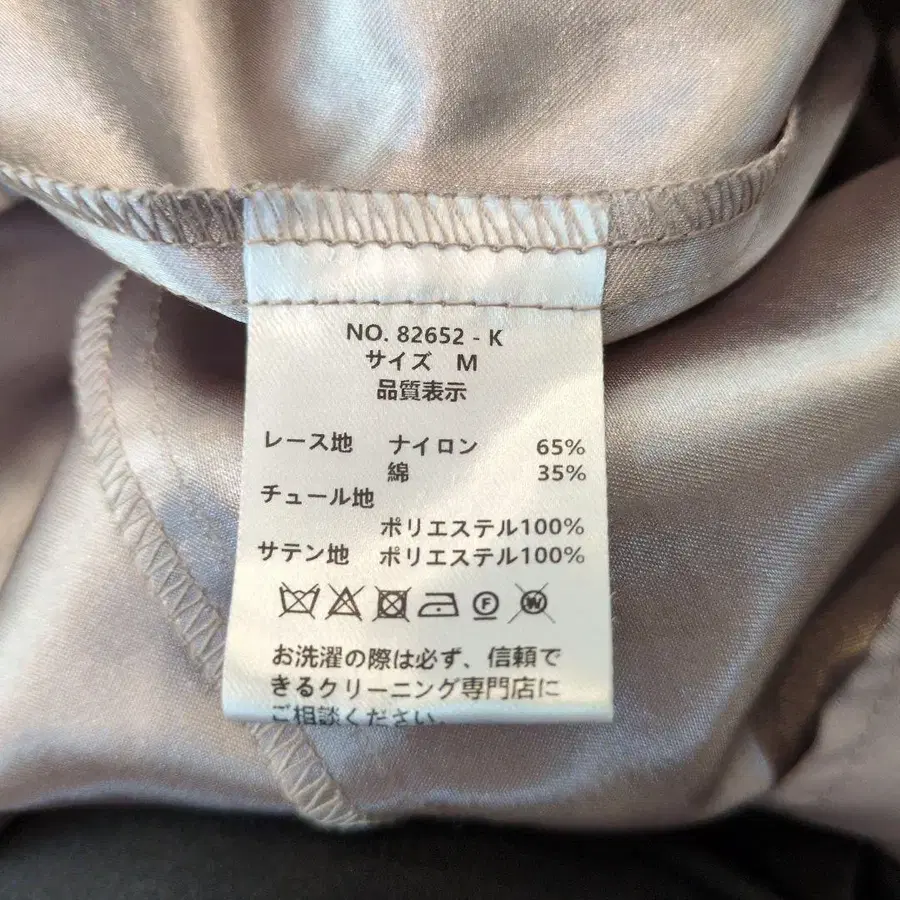 NO. 82652 - K
サイズ M
品質表示
レース地 ナイロン 65%
綿 35%
チュール地
ポリエステル100%
サテン地 ポリエステル100%
F W
お洗濯の際は必ず、信頼で
きるクリーニング専門店に
ご相談ください。